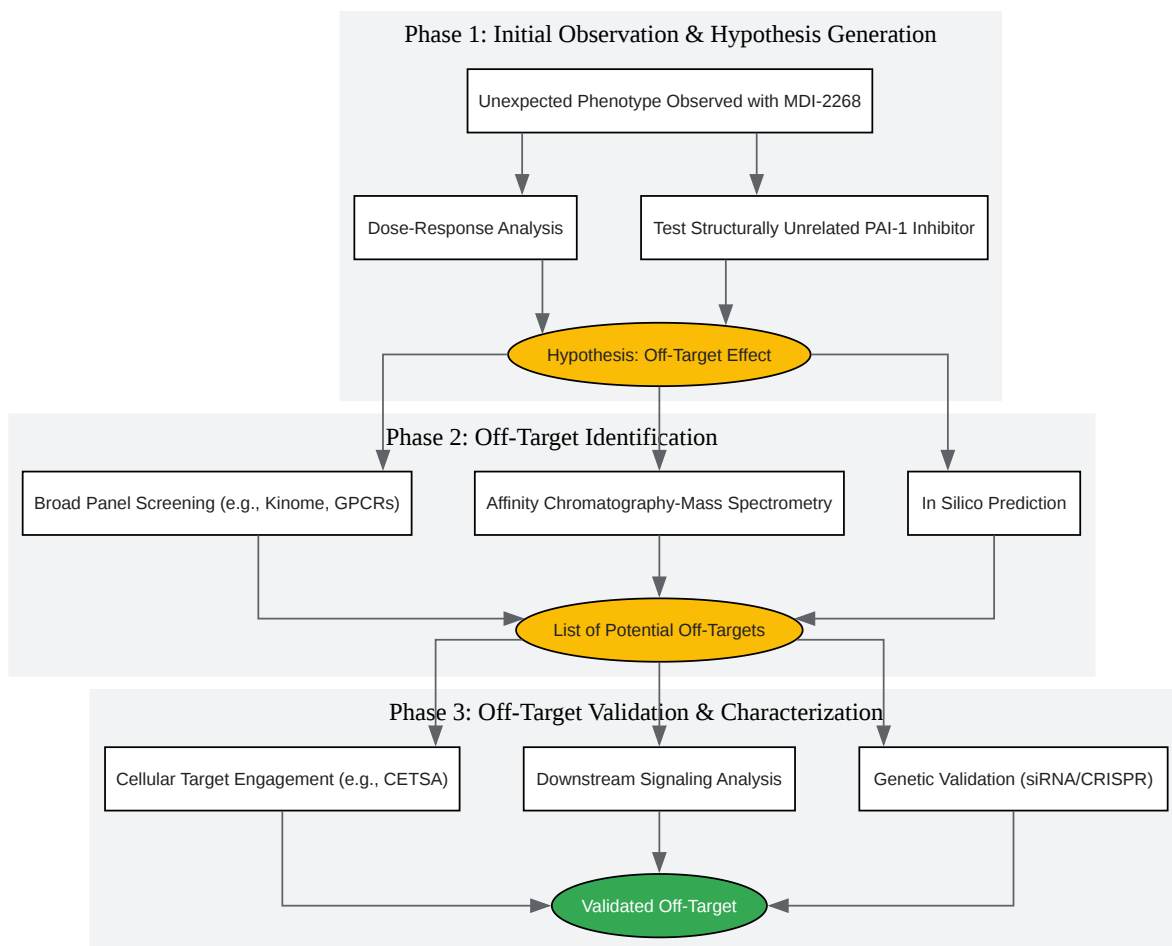 Phase 1: Initial Observation & Hypothesis Generation
Unexpected Phenotype Observed with MDI-2268
Dose-Response Analysis
Test Structurally Unrelated PAI-1 Inhibitor
Hypothesis: Off-Target Effect
Phase 2: Off-Target Identification
Broad Panel Screening (e.g., Kinome, GPCRs)
Affinity Chromatography-Mass Spectrometry
In Silico Prediction
List of Potential Off-Targets
Phase 3: Off-Target Validation & Characterization
Cellular Target Engagement (e.g., CETSA)
Downstream Signaling Analysis
Genetic Validation (siRNA/CRISPR)
Validated Off-Target